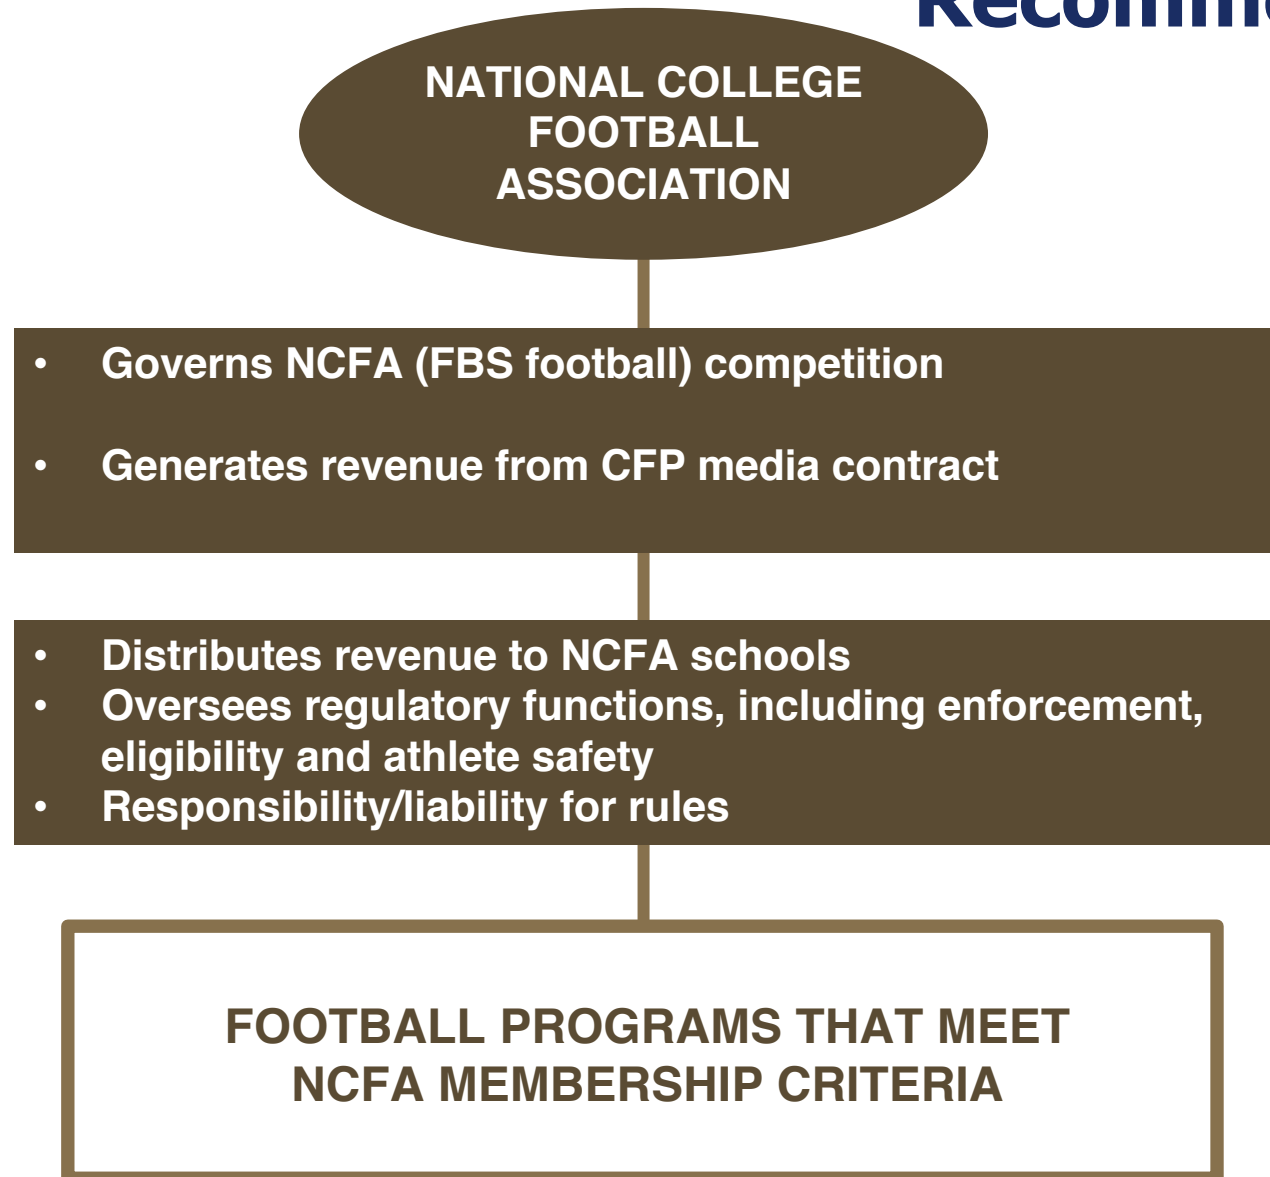 NATIONAL COLLEGE
FOOTBALL
ASSOCIATION
• Governs NCFA (FBS football) competition
• Generates revenue from CFP media contract
• Distributes revenue to NCFA schools
• Oversees regulatory functions, including enforcement,
eligibility and athlete safety
• Responsibility/liability for rules
FOOTBALL PROGRAMS THAT MEET
NCFA MEMBERSHIP CRITERIA